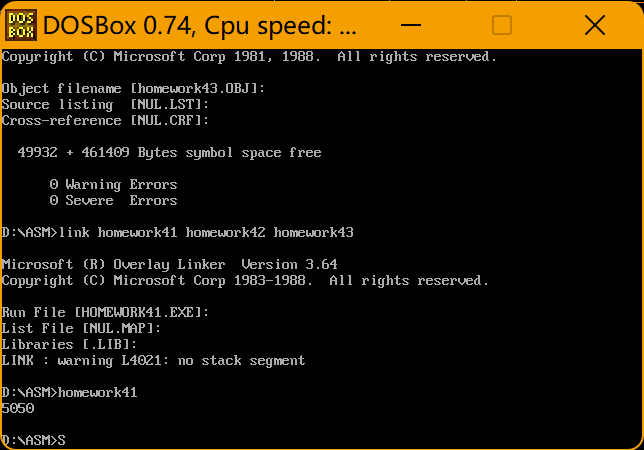 DOS
BOX
DOSBox 0.74, Cpu speed: ...
Copyright (C) Microsoft Corp 1981, 1988.  All rights reserved.
Object filename [homework43.OBJ]:
Source listing  [NUL.LST]:
Cross-reference [NUL.CRF]:
49932 + 461409 Bytes symbol space free
0 Warning Errors
0 Severe  Errors
D:\ASM>link homework41 homework42 homework43
Microsoft (R) Overlay Linker  Version 3.64
Copyright (C) Microsoft Corp 1983-1988.  All rights reserved.
Run File [HOMEWORK41.EXE]:
List File [NUL.MAP]:
Libraries [.LIB]:
LINK : warning L4021: no stack segment
D:\ASM>homework41
5050
D:\ASM>S